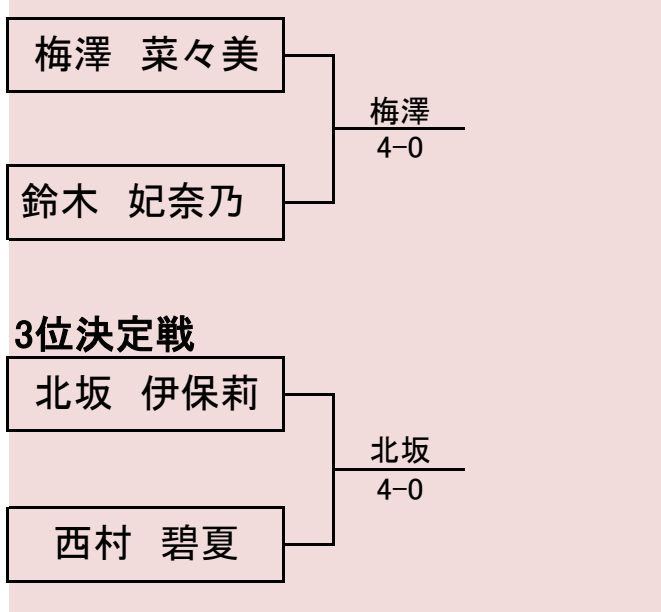 梅澤　菜々美
梅澤
4-0
鈴木　妃奈乃
3位決定戦
北坂　伊保莉
北坂
4-0
西村　碧夏